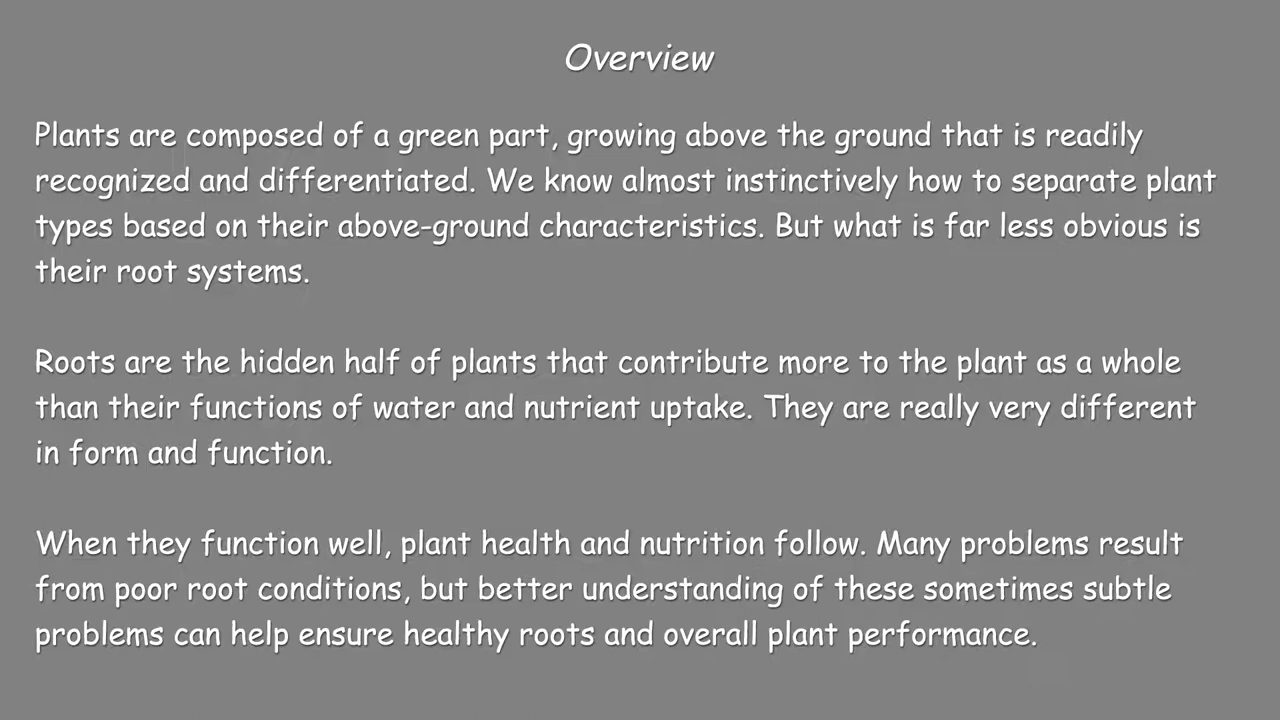 Overview
Plants are composed of a green part, growing above the ground that is readily
recognized and differentiated. We know almost instinctively how to separate plant
types based on their above-ground characteristics. But what is far less obvious is
their root systems.
Roots are the hidden half of plants that contribute more to the plant as a whole
than their functions of water and nutrient uptake. They are really very different
in form and function.
When they function well, plant health and nutrition follow. Many problems result
from poor root conditions, but better understanding of these sometimes subtle
problems can help ensure healthy roots and overall plant performance.